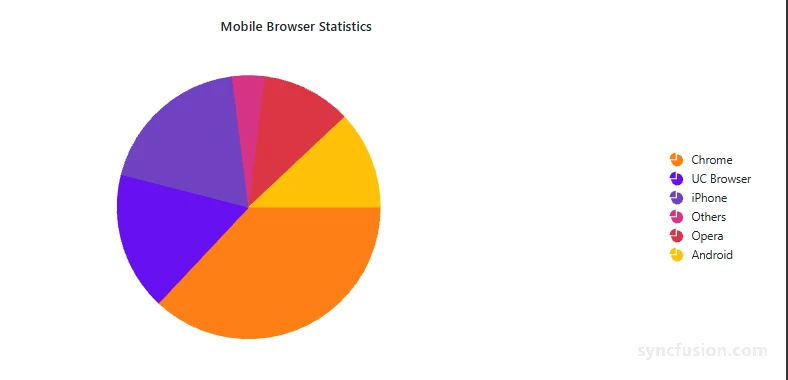 Mobile Browser Statistics
Chrome
UC Browser
iPhone
Others
Opera
Android
syncfusion.com